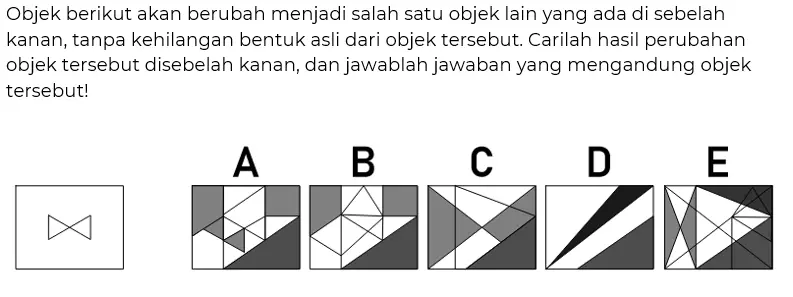 Objek berikut akan berubah menjadi salah satu objek lain yang ada di sebelah
kanan, tanpa kehilangan bentuk asli dari objek tersebut. Carilah hasil perubahan
objek tersebut disebelah kanan, dan jawablah jawaban yang mengandung objek
tersebut!
A B C D E